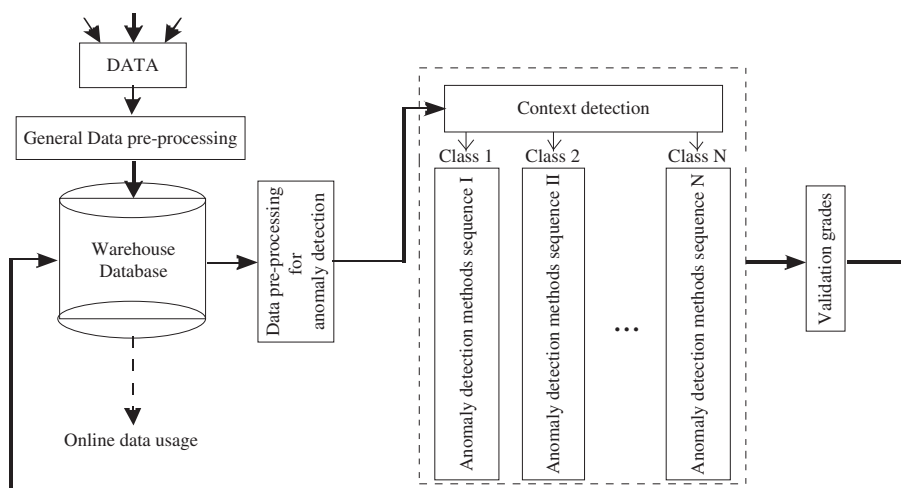 DATA
General Data pre-processing
Warehouse
Database
Online data usage
Data pre-processing
for
anomaly detection
Context detection
Class 1
Class 2
Class N
Anomaly detection methods sequence I
Anomaly detection methods sequence II
...
Anomaly detection methods sequence N
Validation grades